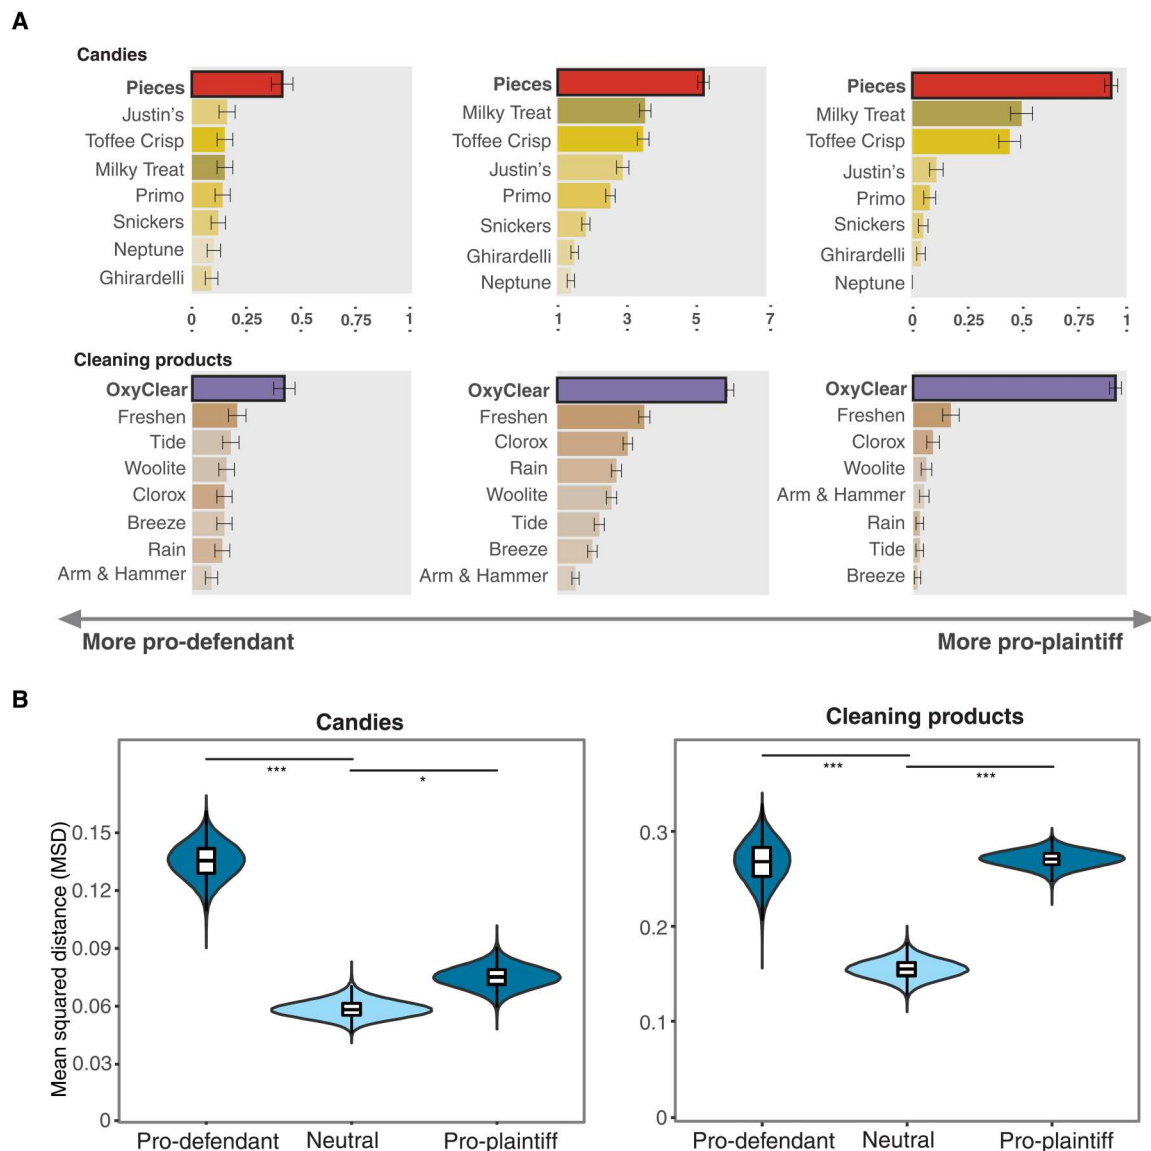 A
Candies
Pieces
Justin's
Toffee Crisp
Milky Treat
Primo
Snickers
Neptune
Ghirardelli
0 0.25 0.5 0.75 1
Pieces
Milky Treat
Toffee Crisp
Justin's
Primo
Snickers
Ghirardelli
Neptune
1 3 5 7
Pieces
Milky Treat
Toffee Crisp
Justin's
Primo
Snickers
Ghirardelli
Neptune
0 0.25 0.5 0.75 1
Cleaning products
OxyClear
Freshen
Tide
Woolite
Clorox
Breeze
Rain
Arm & Hammer
OxyClear
Freshen
Clorox
Rain
Woolite
Tide
Breeze
Arm & Hammer
OxyClear
Freshen
Clorox
Woolite
Arm & Hammer
Rain
Tide
Breeze
More pro-defendant
More pro-plaintiff
B
Candies
***
*
Mean squared distance (MSD)
0.15
0.12
0.09
0.06
0.03
0
Pro-defendant Neutral Pro-plaintiff
Cleaning products
***
***
0.3
0.2
0.1
0
Pro-defendant Neutral Pro-plaintiff